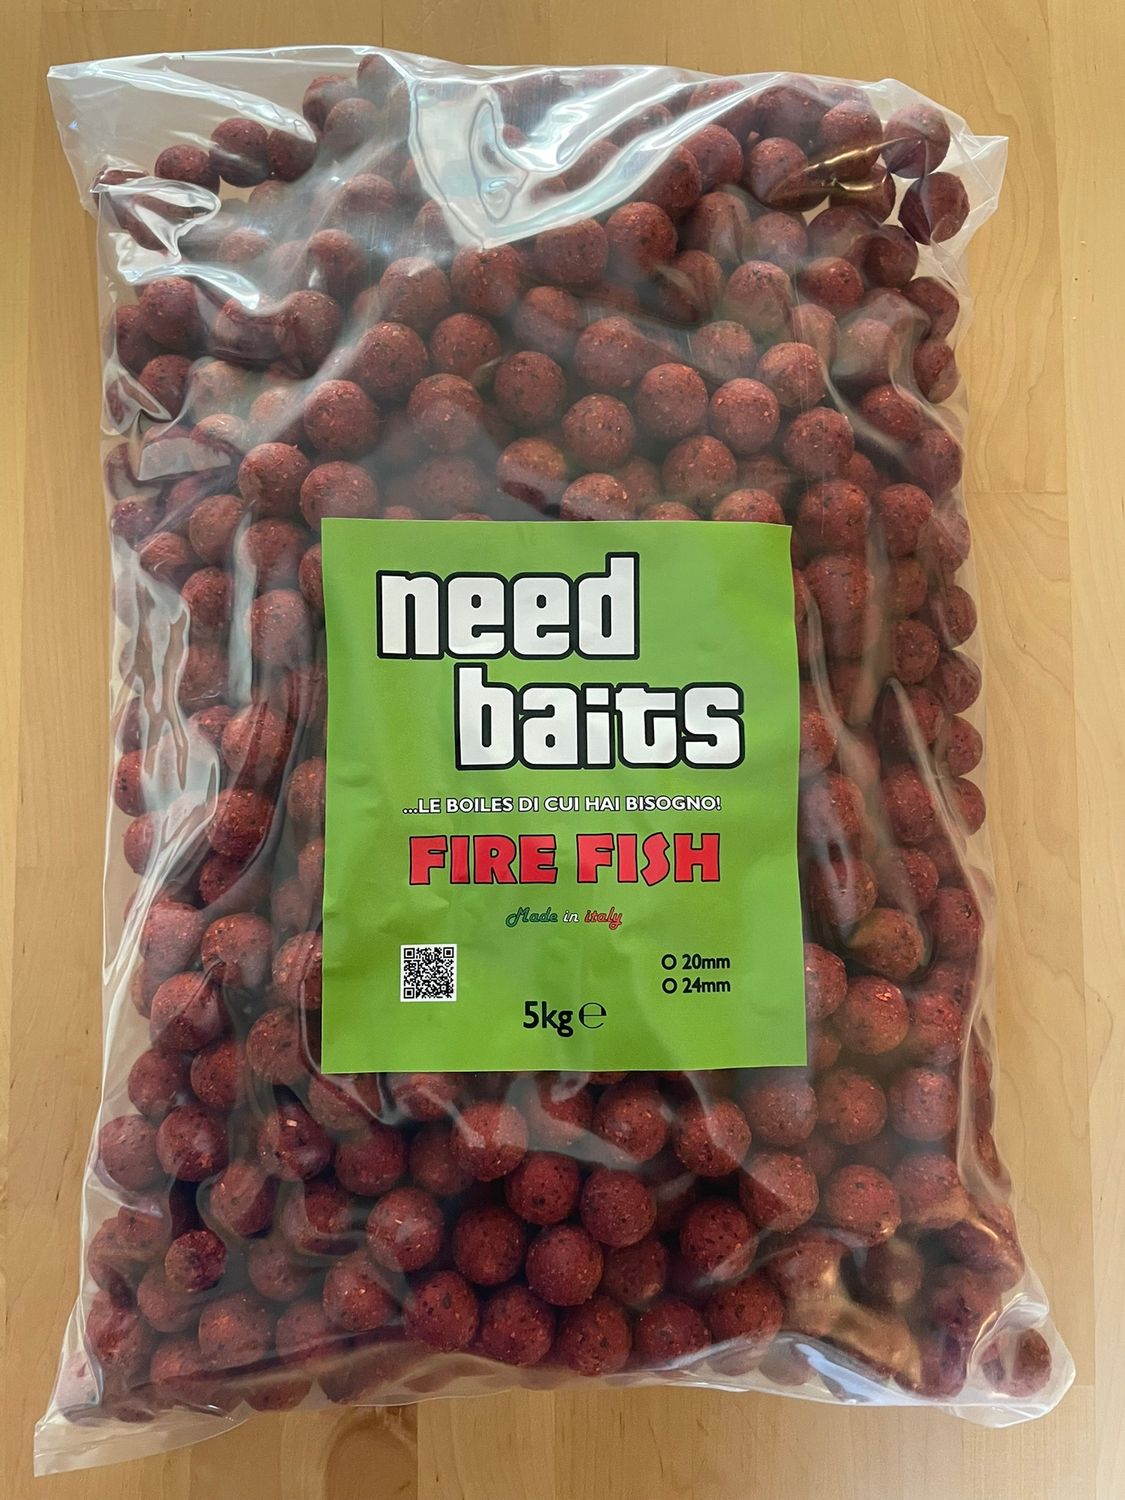 need
baits
...LE BOILES DI CUI HAI BISOGNO!
FIRE FISH
Made in italy
20mm
24mm
5kg ℮